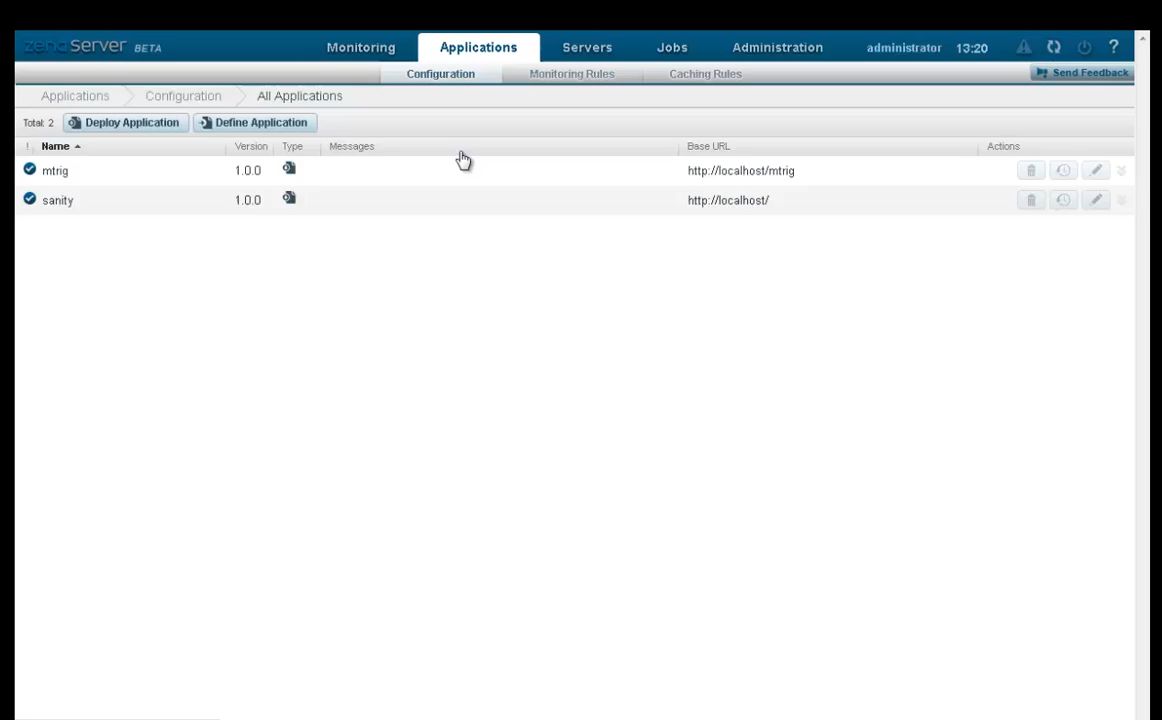 zend Server BETA
Monitoring Applications Servers Jobs Administration administrator 13:20 ?
Configuration Monitoring Rules Caching Rules Send Feedback
Applications Configuration All Applications
Total: 2 Deploy Application Define Application
! Name Version Type Messages Base URL Actions
mtrig 1.0.0 http://localhost/mtrig
sanity 1.0.0 http://localhost/